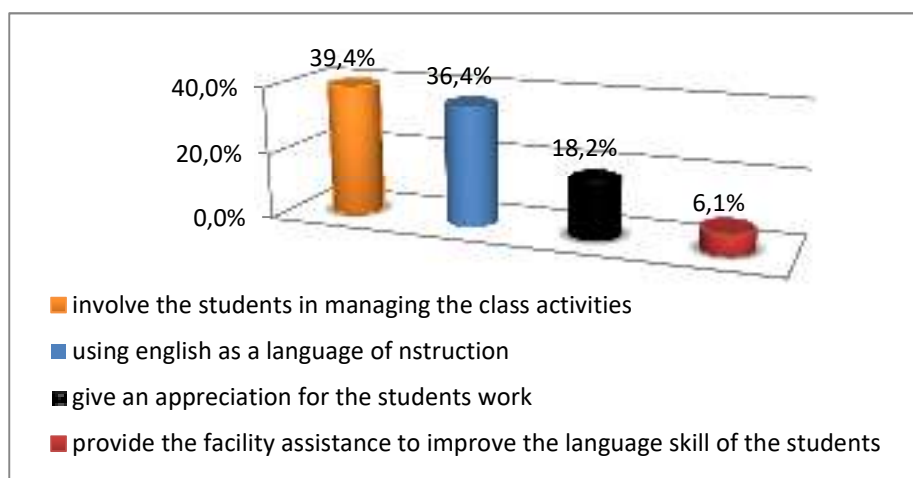 39,4%
36,4%
40,0%
18,2%
20,0%
6,1%
0,0%
involve the students in managing the class activities
using english as a language of nstruction
give an appreciation for the students work
provide the facility assistance to improve the language skill of the students